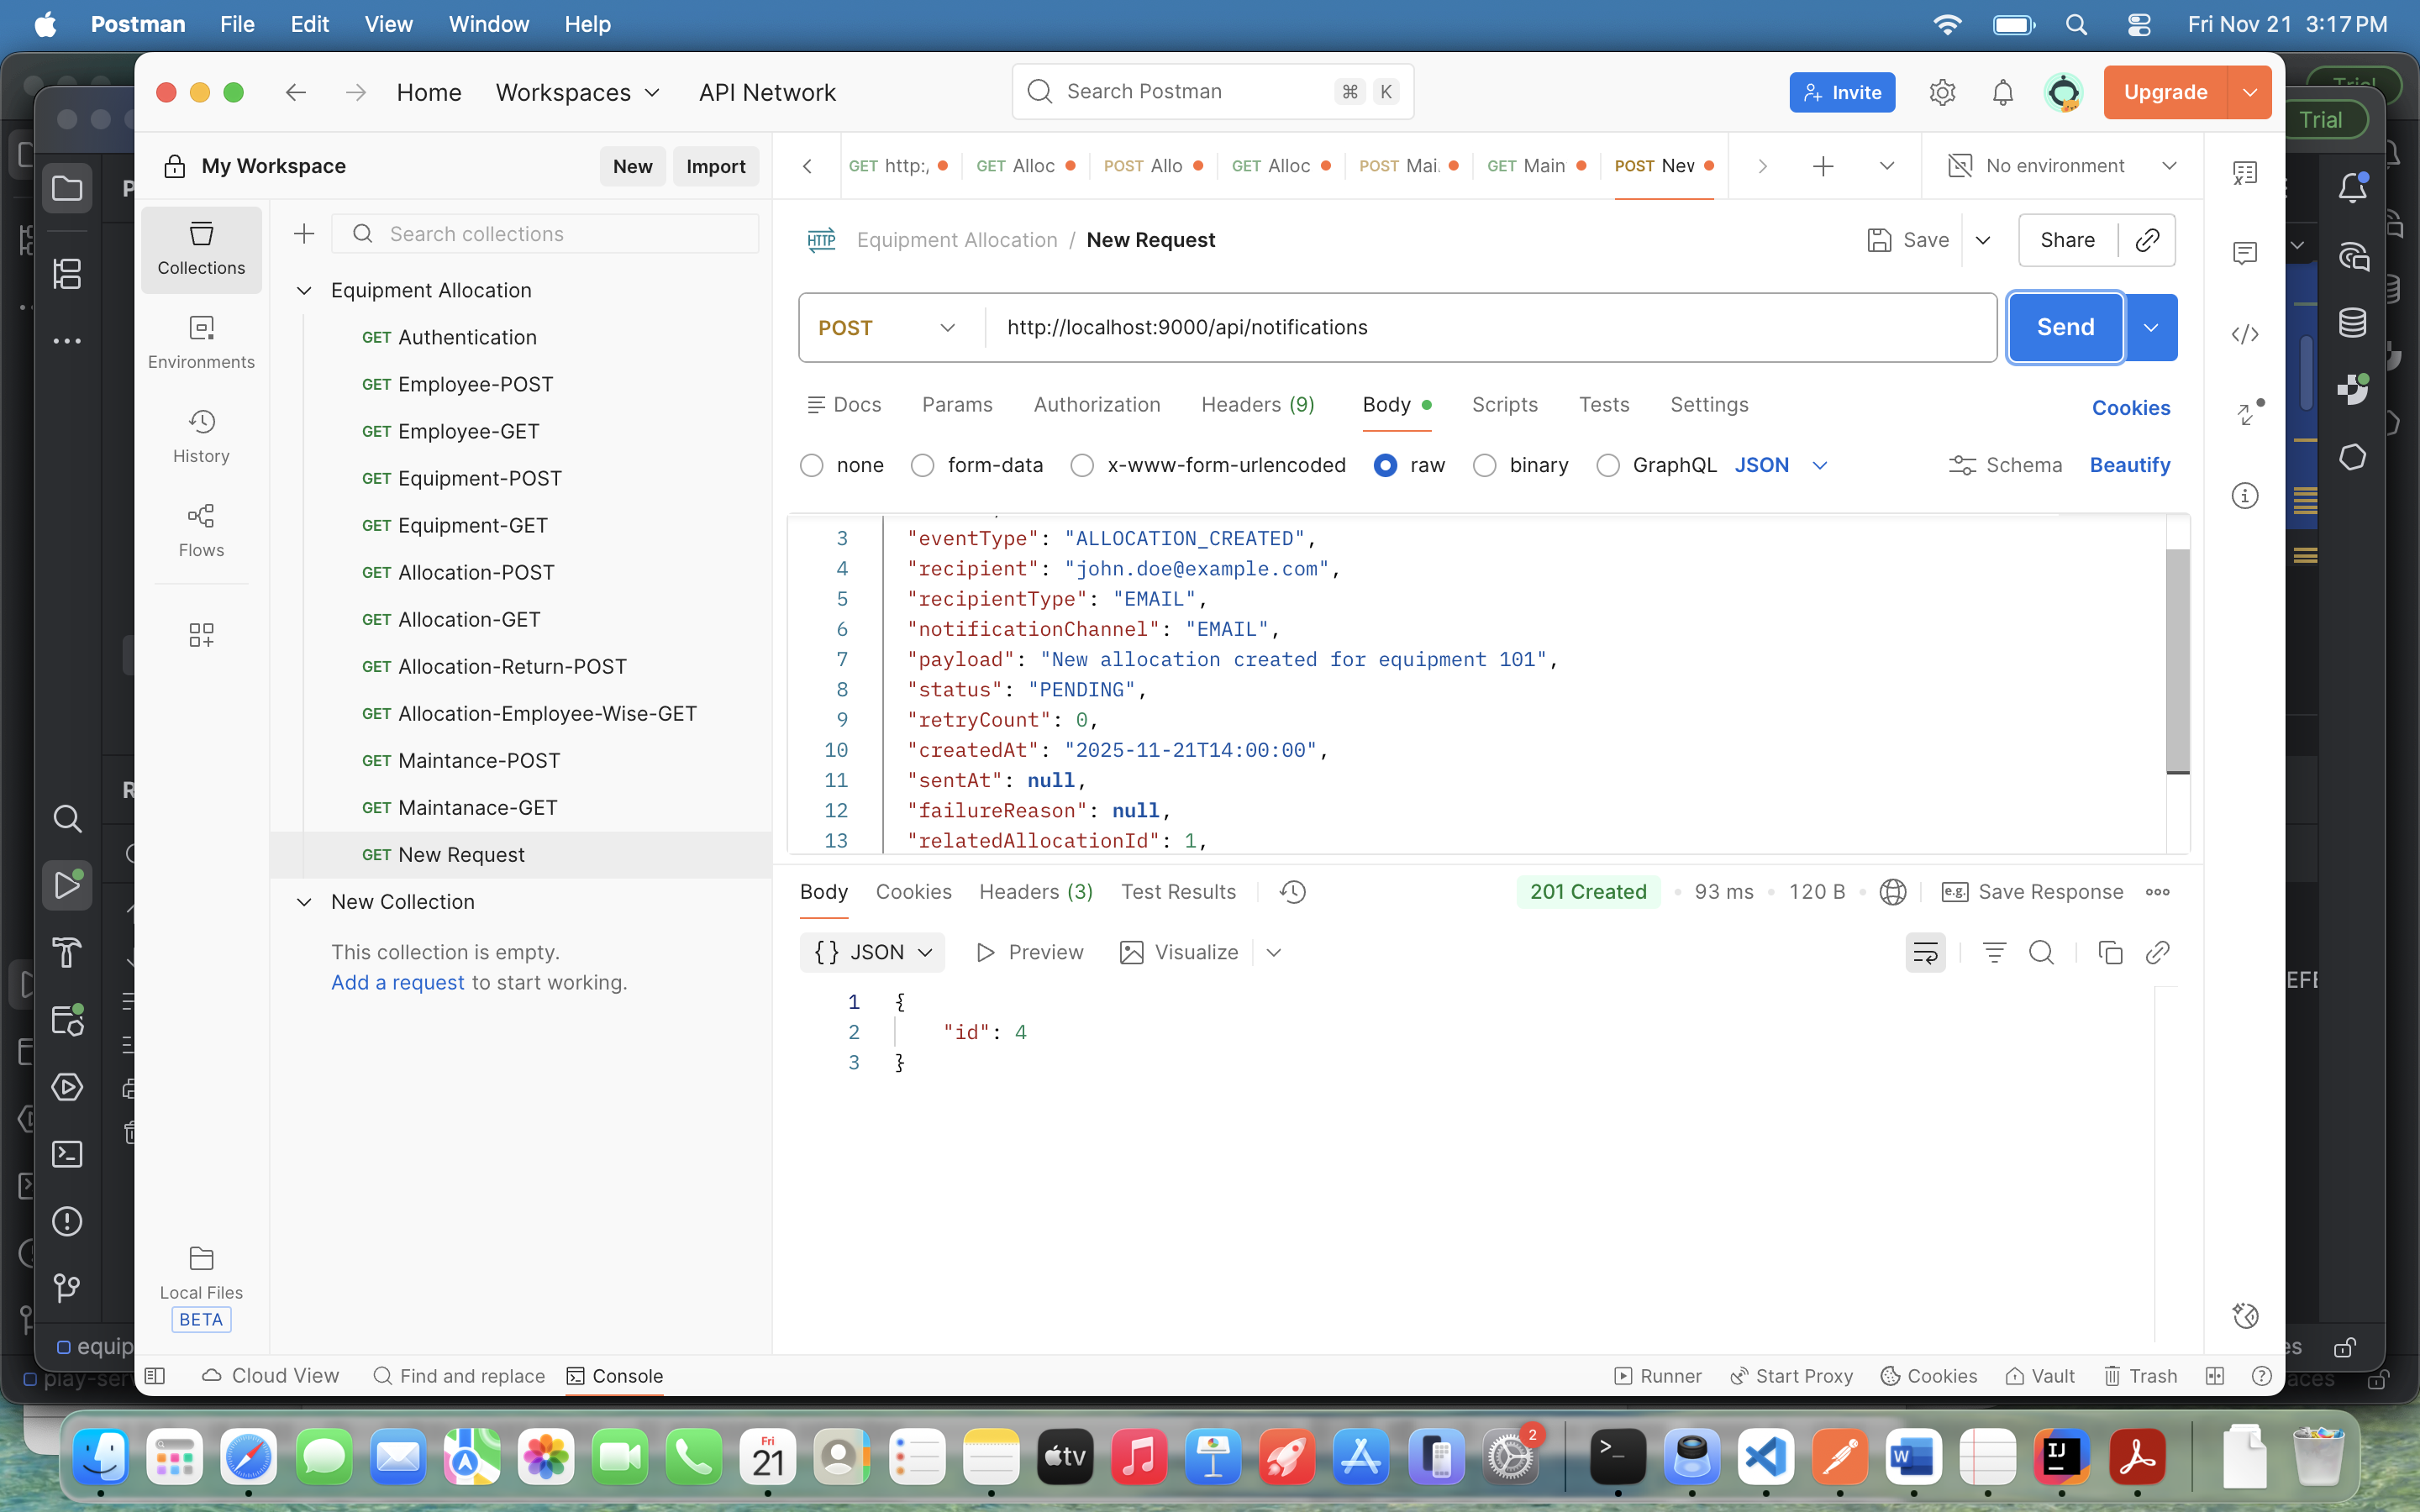 Postman File Edit View Window Help
Fri Nov 21 3:17 PM
Home Workspaces API Network
Search Postman ⌘ K
Invite
Upgrade
Trial
My Workspace
New Import
GET http:/ GET Alloc POST Allo GET Alloc POST Mai. GET Main POST New
No environment
Collections
Environments
History
Flows
Local Files
BETA
Search collections
Equipment Allocation
GET Authentication
GET Employee-POST
GET Employee-GET
GET Equipment-POST
GET Equipment-GET
GET Allocation-POST
GET Allocation-GET
GET Allocation-Return-POST
GET Allocation-Employee-Wise-GET
GET Maintance-POST
GET Maintanace-GET
GET New Request
New Collection
This collection is empty.
Add a request to start working.
HTTP Equipment Allocation / New Request
Save Share
POST http://localhost:9000/api/notifications
Send
Docs Params Authorization Headers (9) Body Scripts Tests Settings
Cookies
none form-data x-www-form-urlencoded raw binary GraphQL JSON
Schema Beautify
3 "eventType": "ALLOCATION_CREATED",
4 "recipient": "john.doe@example.com",
5 "recipientType": "EMAIL",
6 "notificationChannel": "EMAIL",
7 "payload": "New allocation created for equipment 101",
8 "status": "PENDING",
9 "retryCount": 0,
10 "createdAt": "2025-11-21T14:00:00",
11 "sentAt": null,
12 "failureReason": null,
13 "relatedAllocationId": 1,
Body Cookies Headers (3) Test Results
201 Created 93 ms 120 B
e.g. Save Response
{} JSON Preview Visualize
1 {
2 "id": 4
3 }
Cloud View Find and replace Console
Runner Start Proxy Cookies Vault Trash
equip
play-serv
Fri
21
tv
2